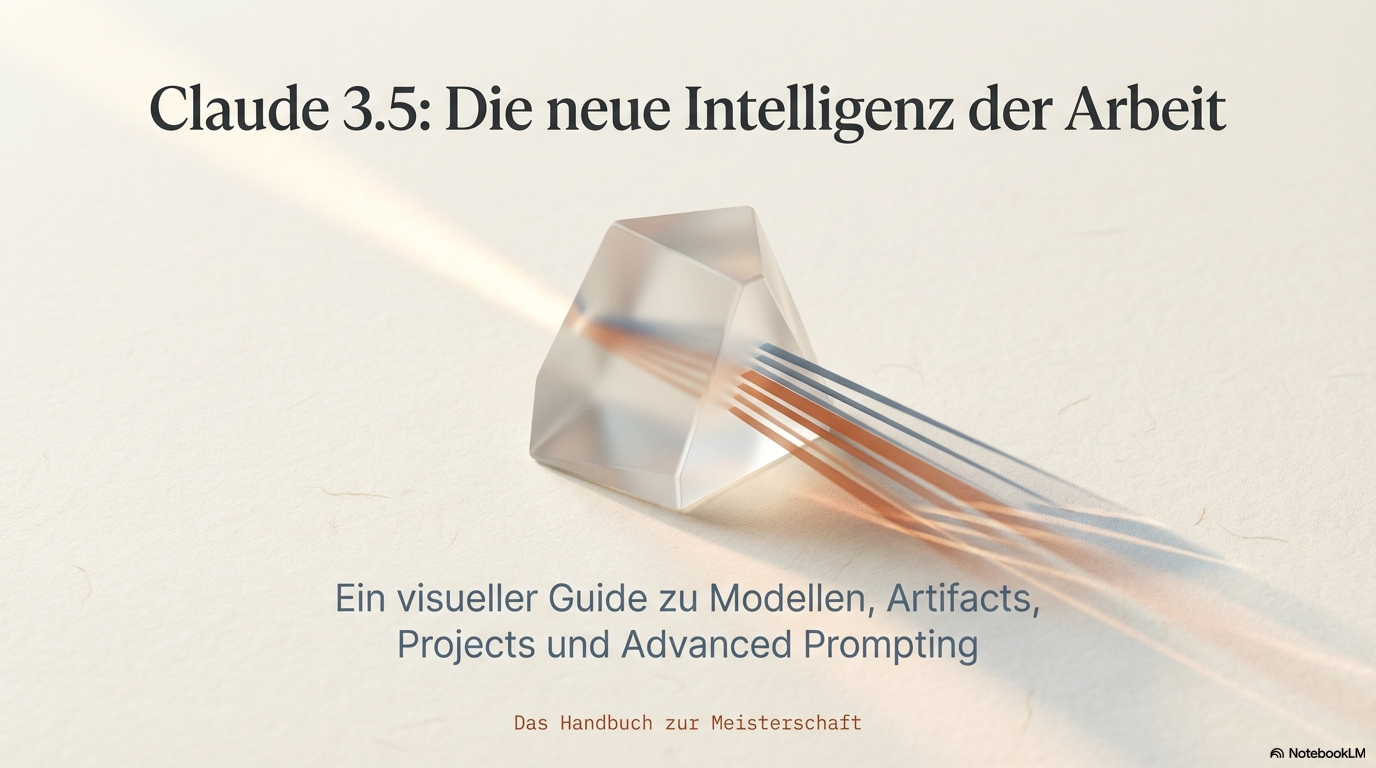 Claude 3.5: Die neue Intelligenz der Arbeit
Ein visueller Guide zu Modellen, Artifacts,
Projects und Advanced Prompting
Das Handbuch zur Meisterschaft
NotebookLM